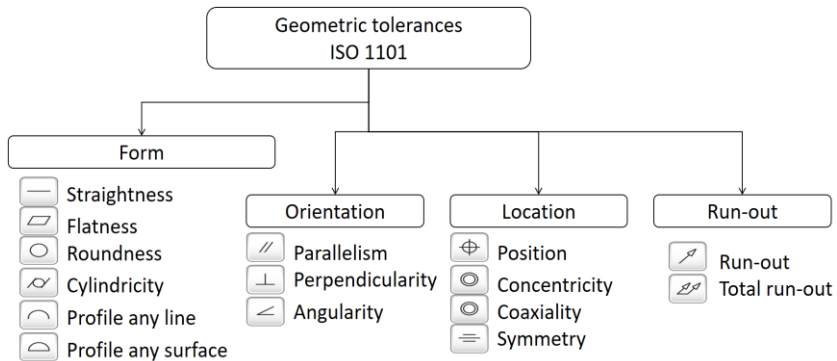 Geometric tolerances
ISO 1101
Form
Straightness
Flatness
Roundness
Cylindricity
Profile any line
Profile any surface
Orientation
Parallelism
Perpendicularity
Angularity
Location
Position
Concentricity
Coaxiality
Symmetry
Run-out
Run-out
Total run-out